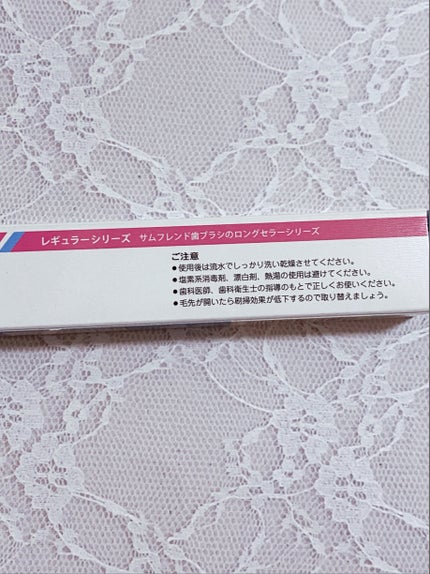 レギュラーシリーズ サムフレンド歯ブラシのロングセラーシリーズ
ご注意
●使用後は流水でしっかり洗い乾燥させてください。
●塩素系消毒剤、漂白剤、熱湯の使用は避けてください。
●歯科医師、歯科衛生士の指導のもとで正しくお使いください。
●毛先が開いたら刷掃効果が低下するので取り替えましょう。